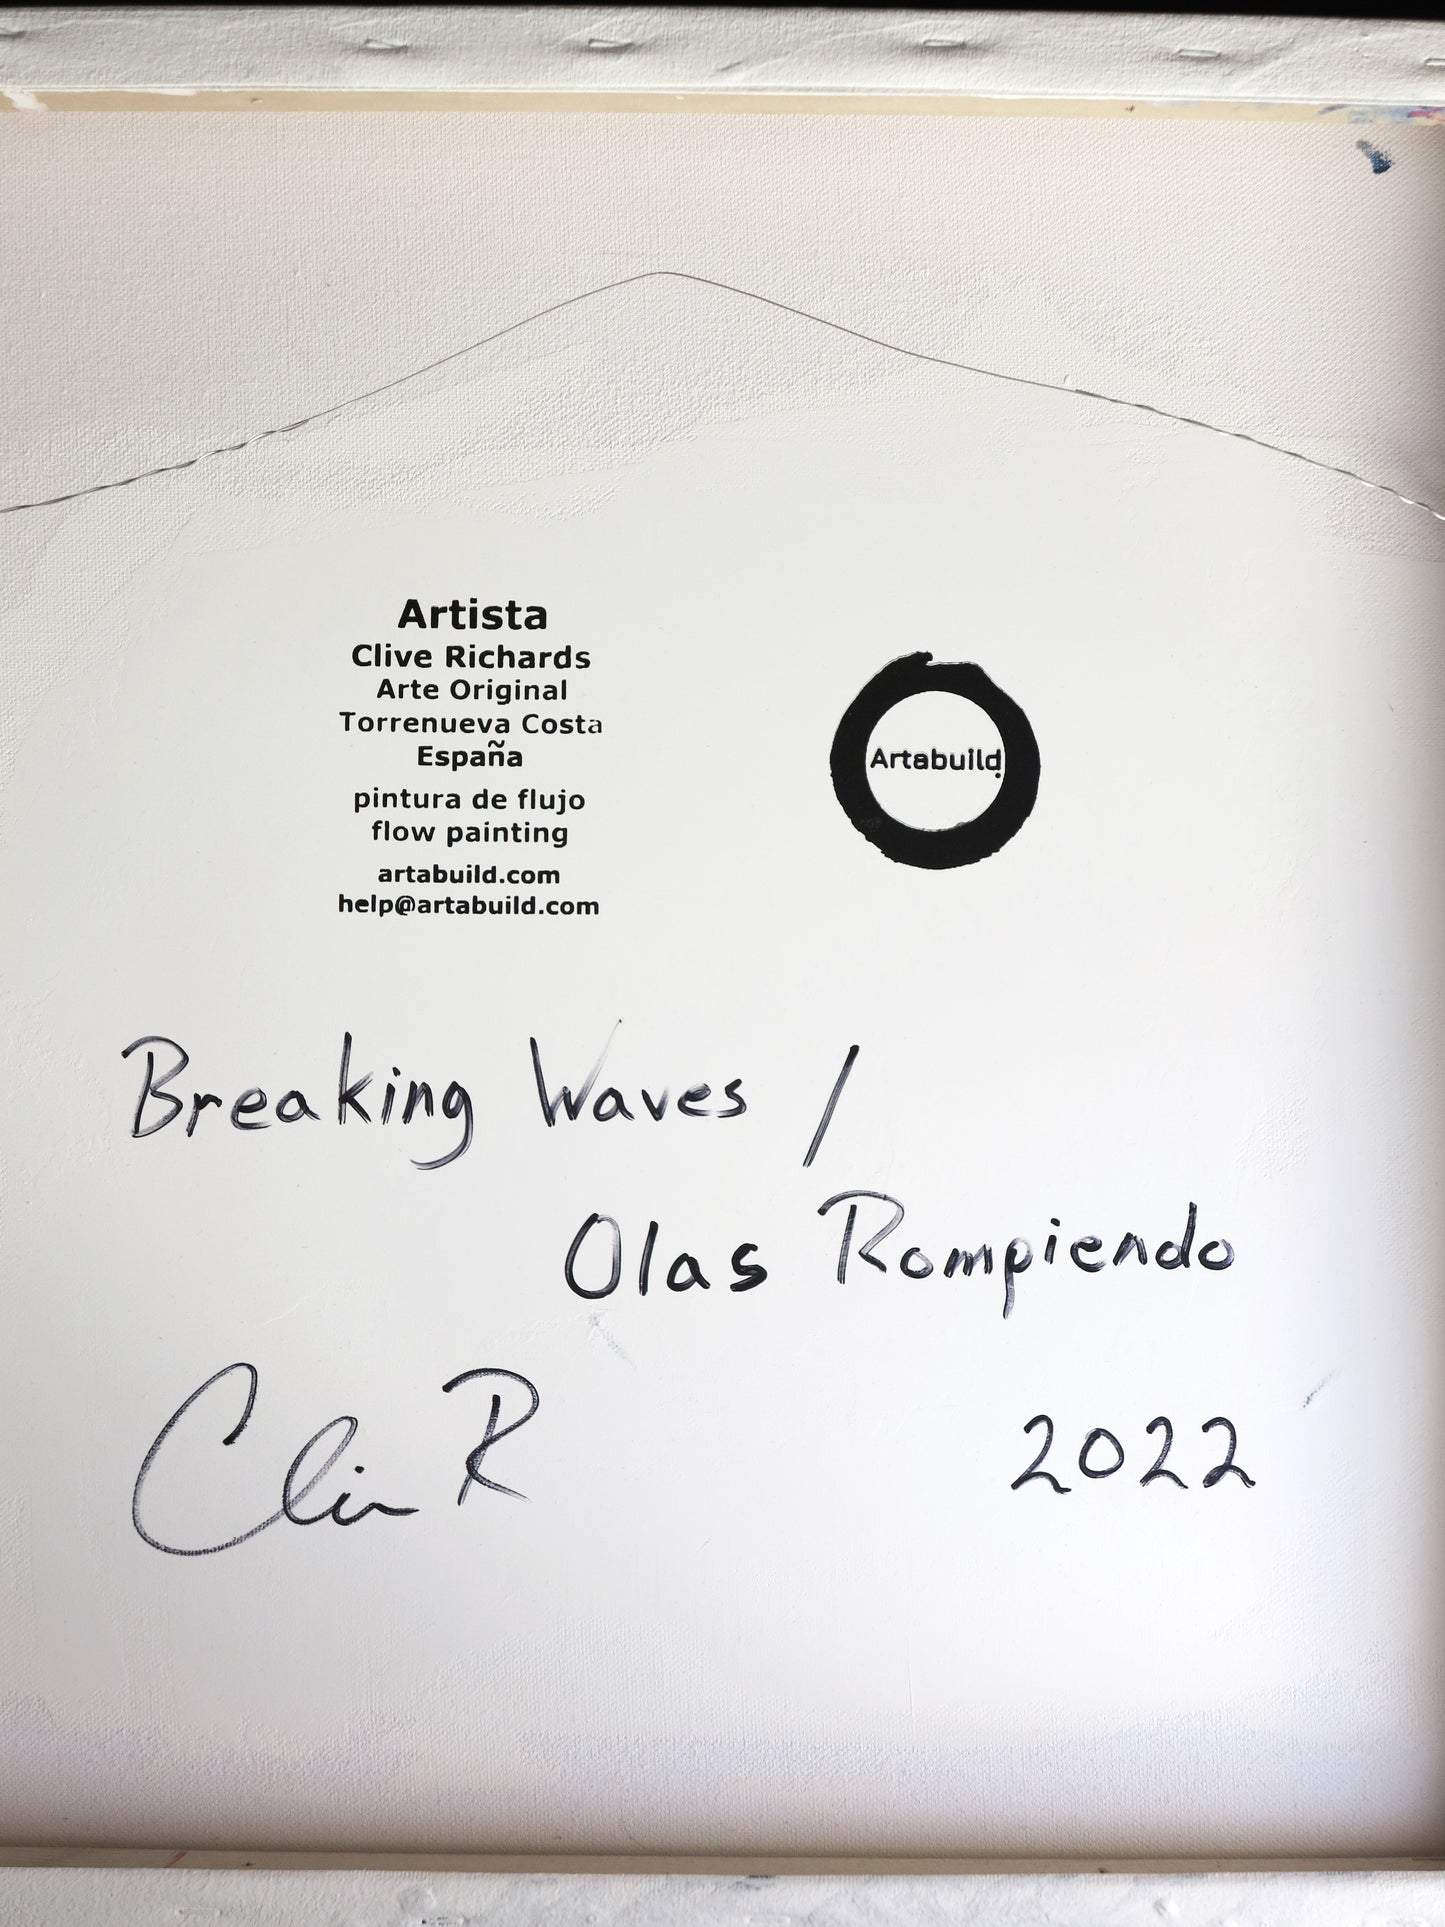 Artista
Clive Richards
Arte Original
Torrenueva Costa
España
pintura de flujo
flow painting
artabuild.com
help@artabuild.com
Artabuild.
Breaking Waves /
Olas Rompiendo
Cliv R
2022